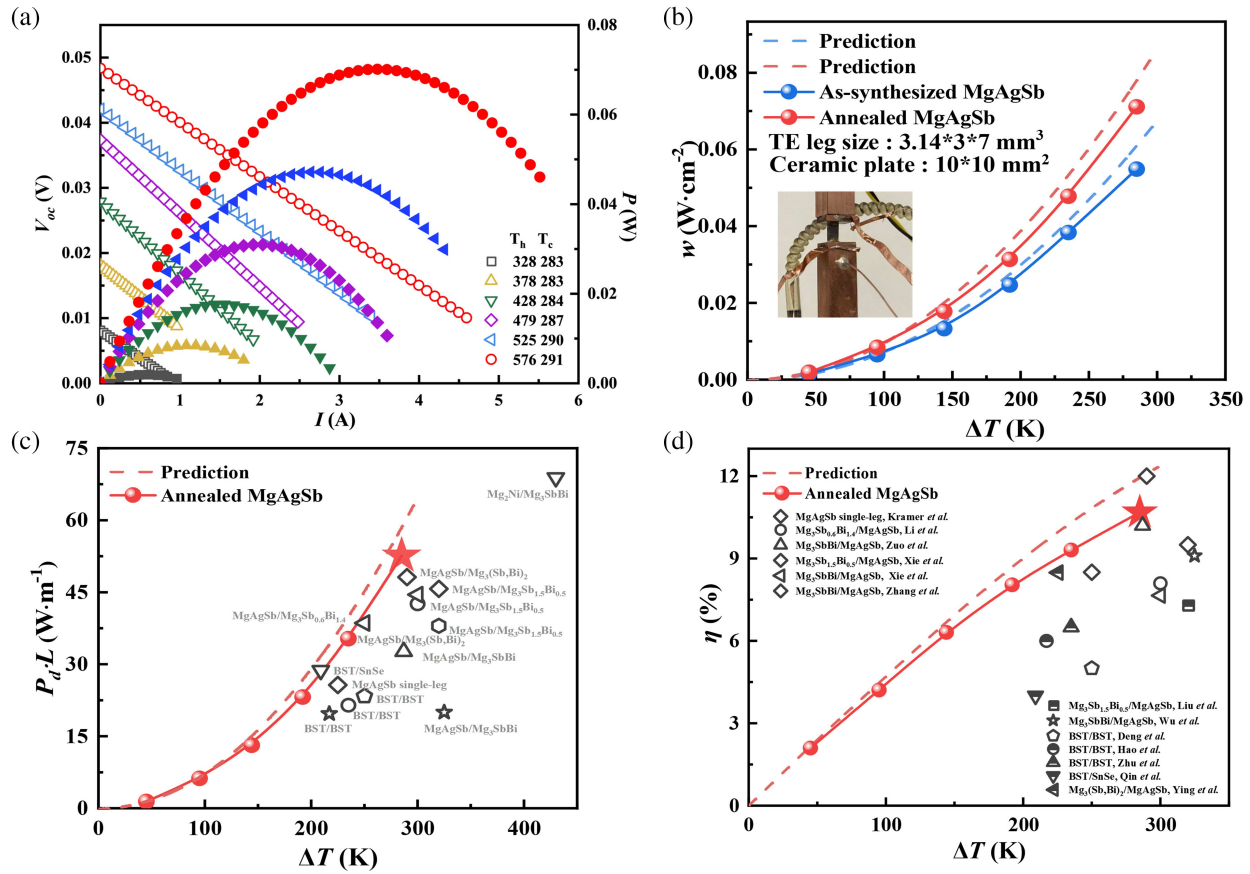 (a)
0.05
0.04
0.03
0.02
0.01
0.00
V_oc (V)
0.08
0.06
0.04
0.02
0.00
P (W)
0 1 2 3 4 5 6
I (A)
T_h T_c
328 283
378 283
428 284
479 287
525 290
576 291
(b)
0.08
0.06
0.04
0.02
0.00
w (W·cm⁻²)
Prediction
Prediction
As-synthesized MgAgSb
Annealed MgAgSb
TE leg size : 3.14*3*7 mm³
Ceramic plate : 10*10 mm²
0 50 100 150 200 250 300 350
ΔT (K)
(c)
75
60
45
30
15
0
P_d·L (W·m⁻¹)
Prediction
Annealed MgAgSb
Mg₂Ni/Mg₃SbBi
MgAgSb/Mg₃(Sb,Bi)₂
MgAgSb/Mg₃Sb₁.₅Bi₀.₅
MgAgSb/Mg₃Sb₁.₅Bi₀.₅
MgAgSb/Mg₃Sb₀.₆Bi₁.₄
MgAgSb/Mg₃Sb₁.₅Bi₀.₅
MgAgSb/Mg₃(Sb,Bi)₂
MgAgSb/Mg₃SbBi
BST/SnSe
MgAgSb single-leg
BST/BST
BST/BST
BST/BST
MgAgSb/Mg₃SbBi
0 100 200 300 400
ΔT (K)
(d)
12
9
6
3
0
η (%)
Prediction
Annealed MgAgSb
MgAgSb single-leg, Kramer et al.
Mg₃Sb₀.₆Bi₁.₄/MgAgSb, Li et al.
Mg₃SbBi/MgAgSb, Zuo et al.
Mg₃Sb₁.₅Bi₀.₅/MgAgSb, Xie et al.
Mg₃SbBi/MgAgSb, Xie et al.
Mg₃SbBi/MgAgSb, Zhang et al.
Mg₃Sb₁.₅Bi₀.₅/MgAgSb, Liu et al.
Mg₃SbBi/MgAgSb, Wu et al.
BST/BST, Deng et al.
BST/BST, Hao et al.
BST/BST, Zhu et al.
BST/SnSe, Qin et al.
Mg₃(Sb,Bi)₂/MgAgSb, Ying et al.
0 50 100 150 200 250 300 350
ΔT (K)